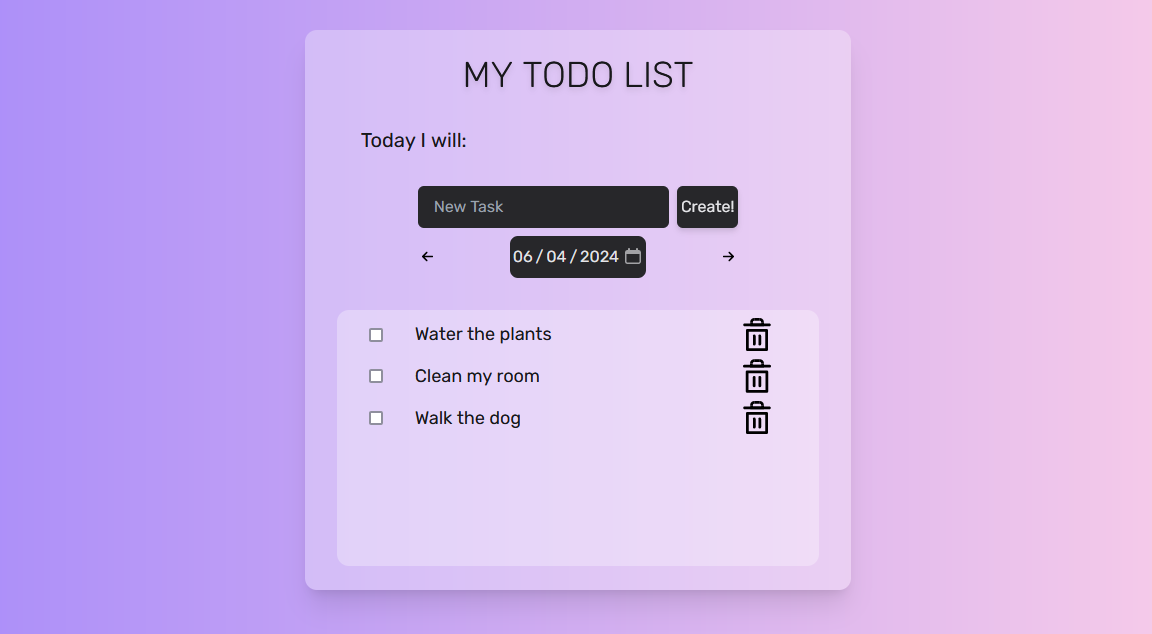 MY TODO LIST
Today I will:
New Task Create!
06/04/2024
Water the plants
Clean my room
Walk the dog